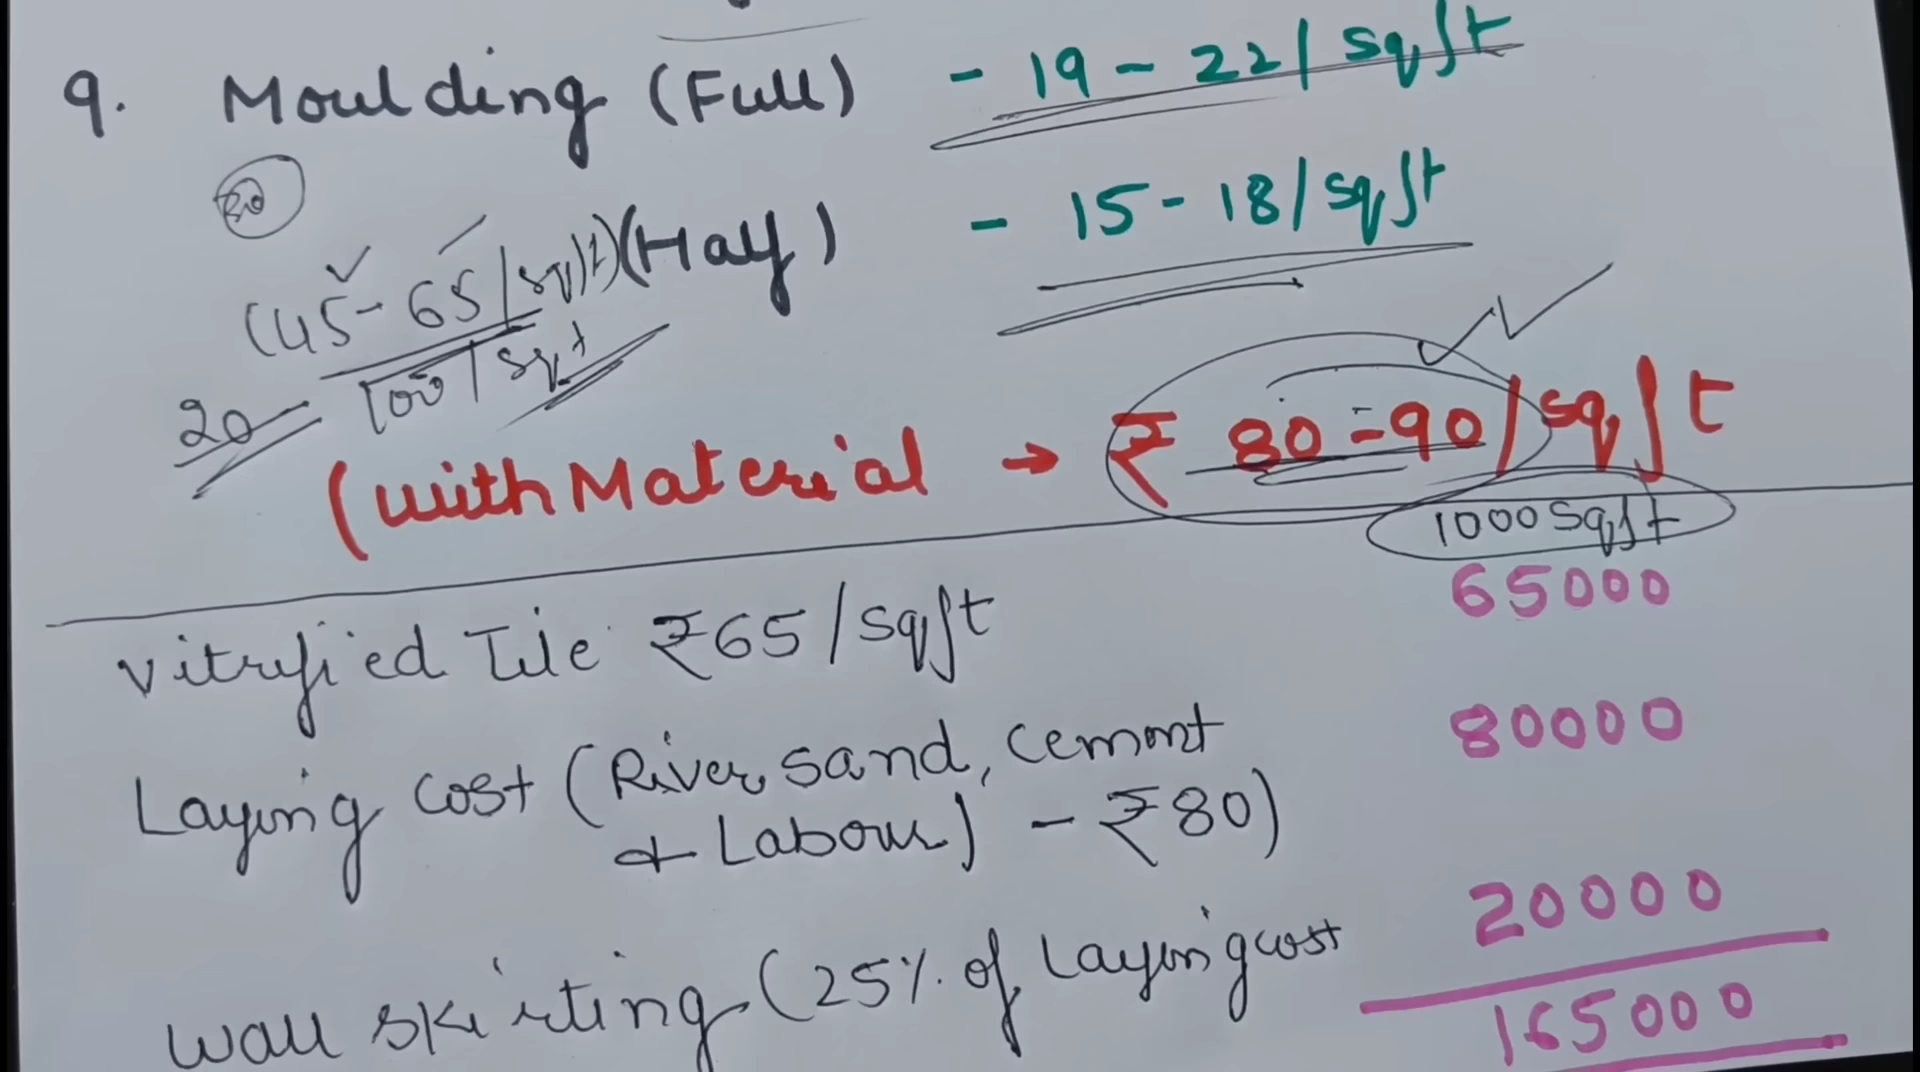 9. Moulding (Full) - 19 - 22/sqft
20
(45-65/sqft) (Half) - 15-18/sqft
20 100/sqft
(with Material → ₹ 80-90/sqft
1000 sqft
Vitrified Tile ₹65/sqft 65000
Laying cost (River sand, cement 80000
& Labour) - ₹80)
Wall skirting (25% of Laying cost 20000
165000